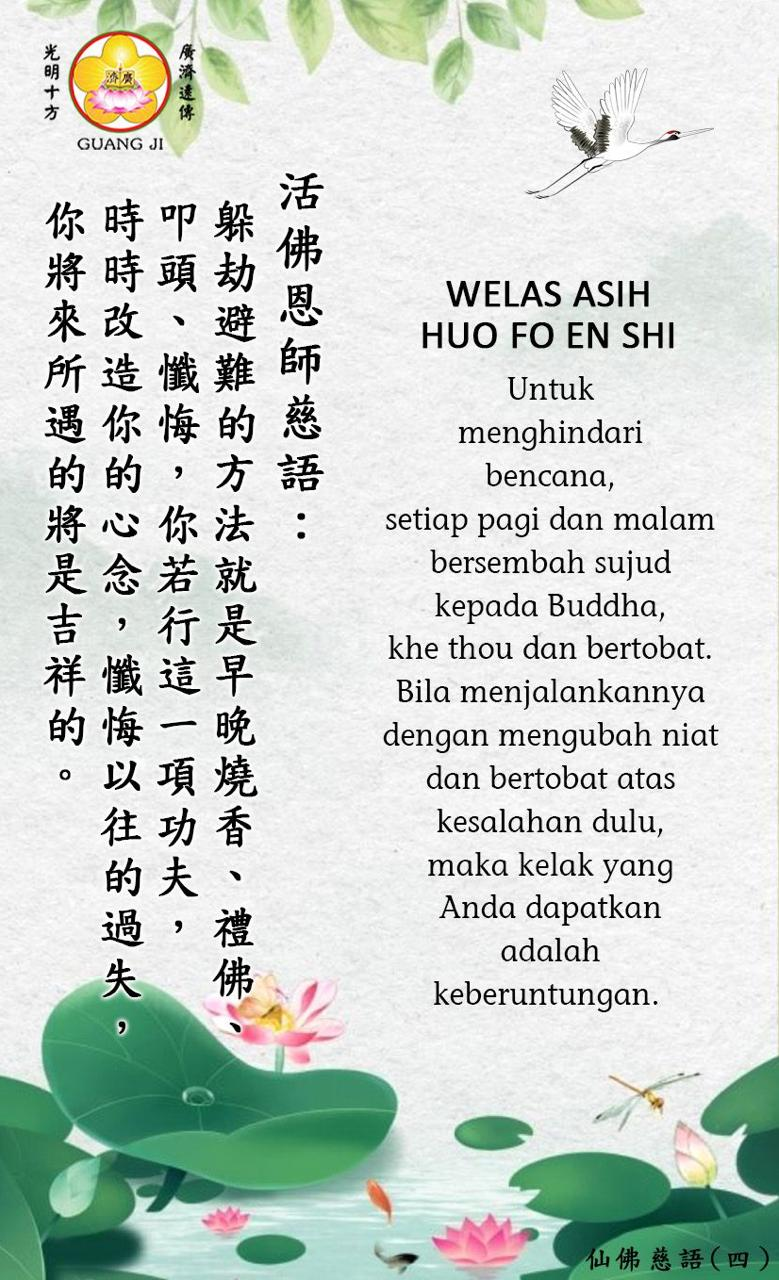 光明十方
廣濟
廣濟遠傳
GUANG JI
活佛恩師慈語：
躲劫避難的方法就是早晚燒香、禮佛、
叩頭、懺悔，你若行這一項功夫，
時時改造你的心念，懺悔以往的過失，
你將來所遇的將是吉祥的。
WELAS ASIH
HUO FO EN SHI
Untuk
menghindari
bencana,
setiap pagi dan malam
bersembah sujud
kepada Buddha,
khe thou dan bertobat.
Bila menjalankannya
dengan mengubah niat
dan bertobat atas
kesalahan dulu,
maka kelak yang
Anda dapatkan
adalah
keberuntungan.
仙佛慈語(四)